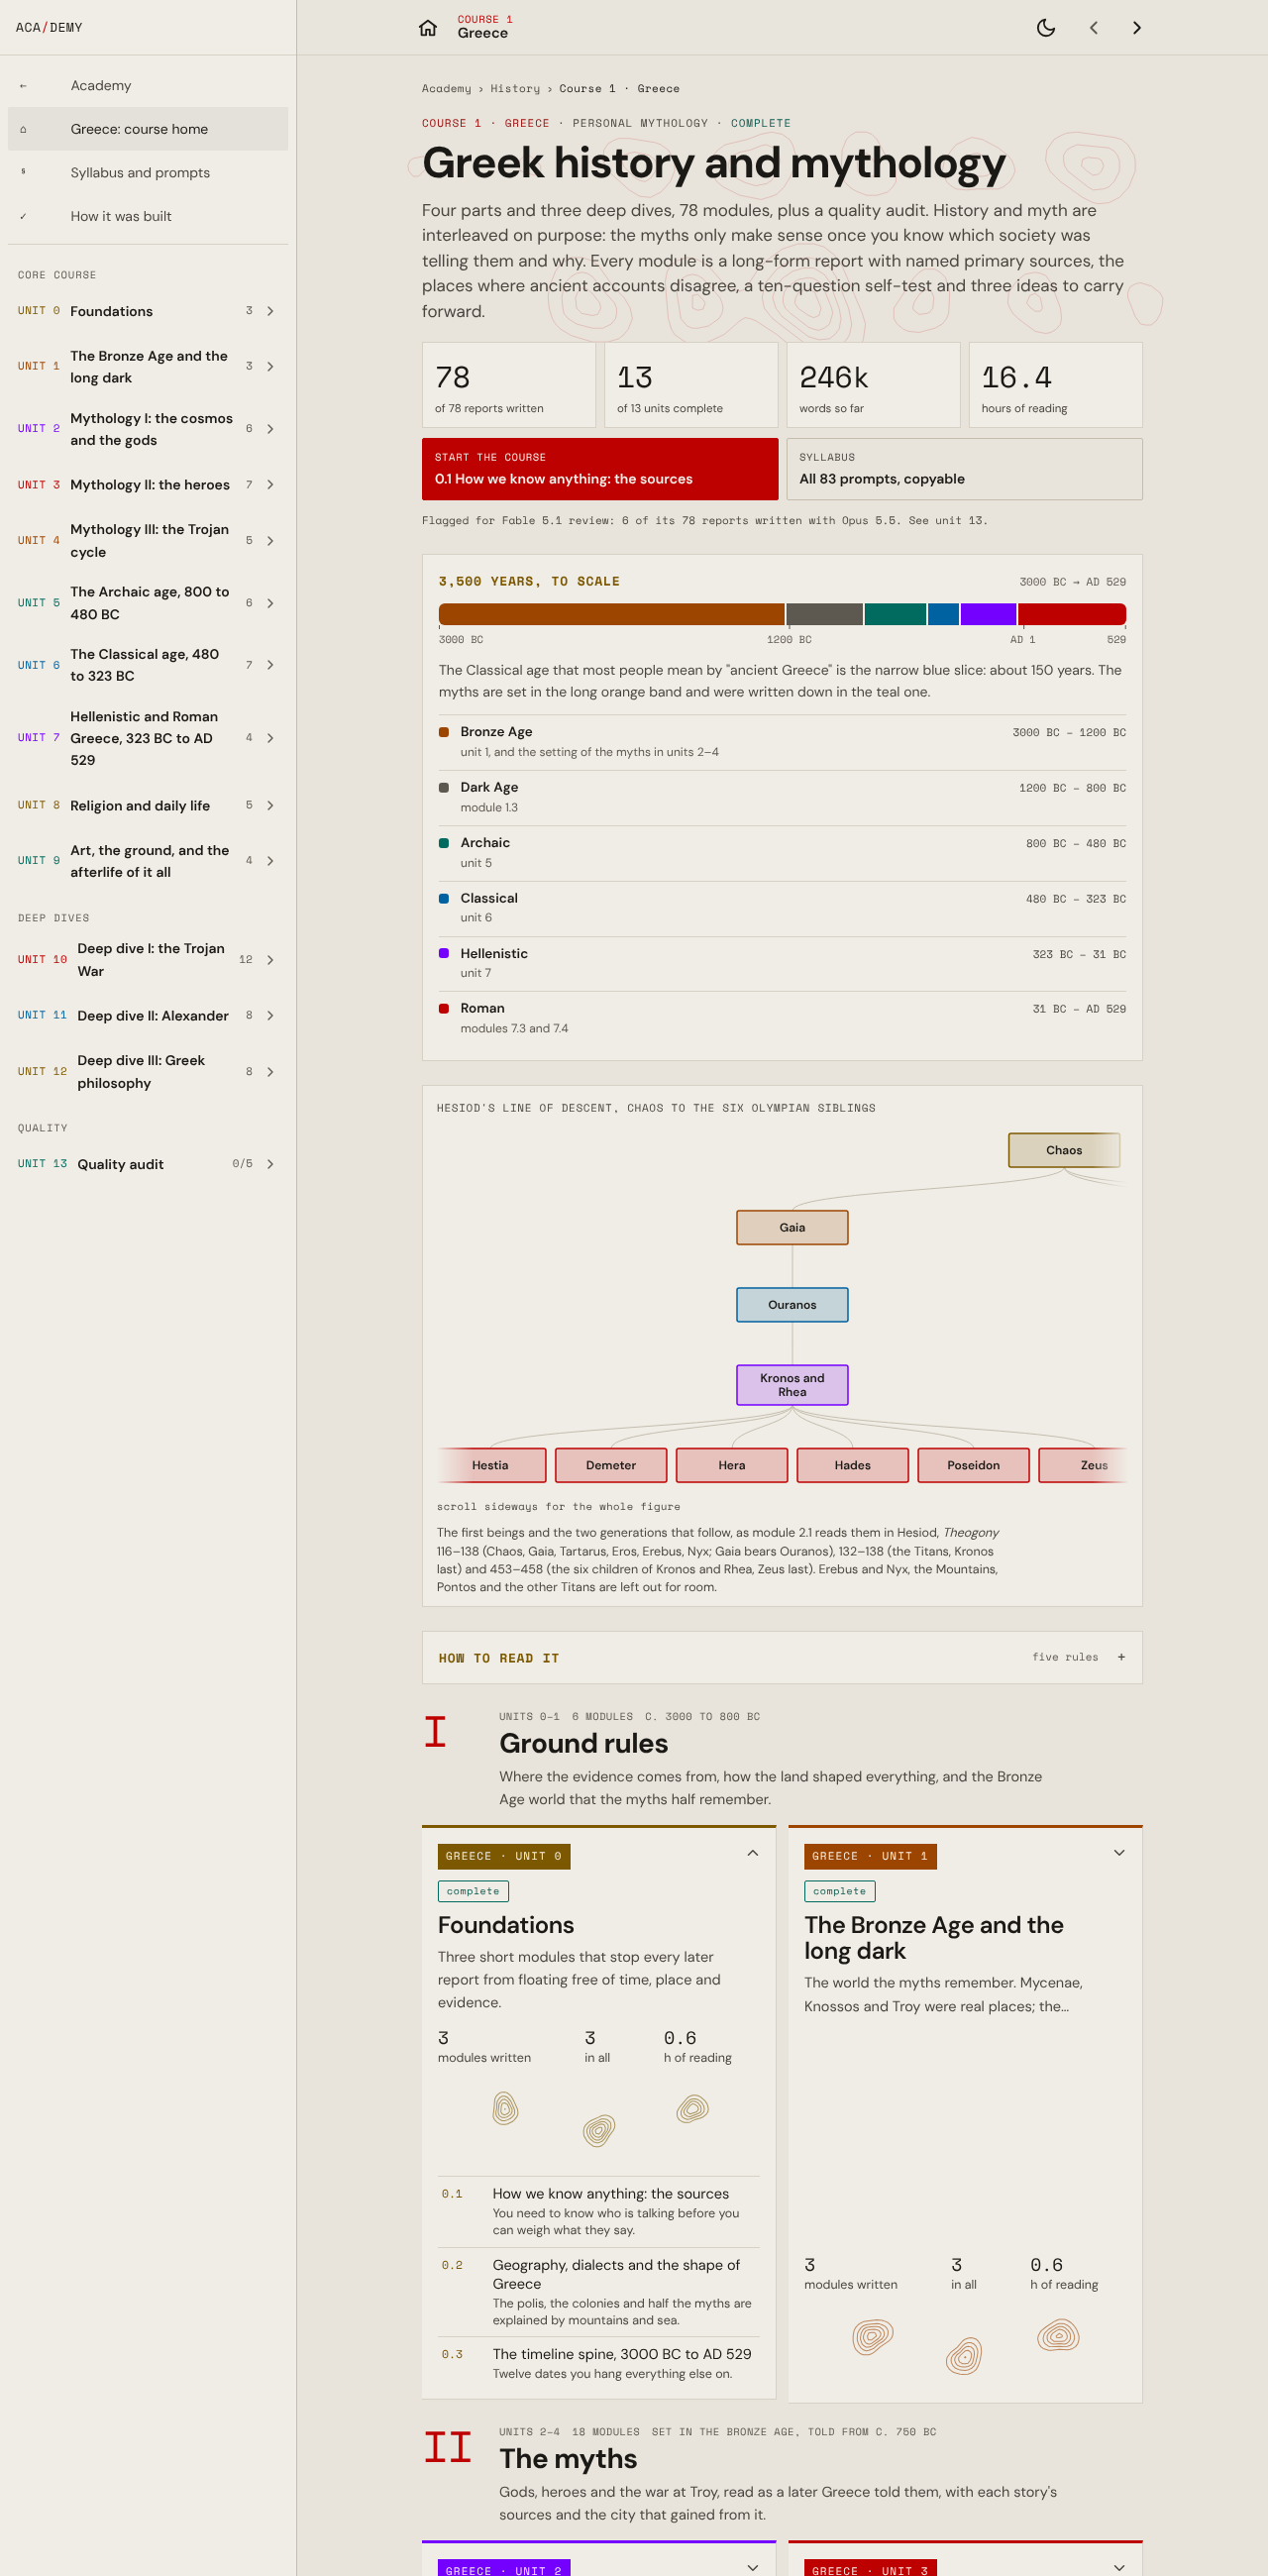 ACA/DEMY
← Academy
⌂ Greece: course home
§ Syllabus and prompts
✓ How it was built
CORE COURSE
UNIT 0 Foundations 3
UNIT 1 The Bronze Age and the
long dark 3
UNIT 2 Mythology I: the cosmos
and the gods 6
UNIT 3 Mythology II: the heroes 7
UNIT 4 Mythology III: the Trojan
cycle 5
UNIT 5 The Archaic age, 800 to
480 BC 6
UNIT 6 The Classical age, 480
to 323 BC 7
UNIT 7 Hellenistic and Roman
Greece, 323 BC to AD
529 4
UNIT 8 Religion and daily life 5
UNIT 9 Art, the ground, and the
afterlife of it all 4
DEEP DIVES
UNIT 10 Deep dive I: the Trojan
War 12
UNIT 11 Deep dive II: Alexander 8
UNIT 12 Deep dive III: Greek
philosophy 8
QUALITY
UNIT 13 Quality audit 0/5
COURSE 1
Greece
Academy › History › Course 1 · Greece
COURSE 1 · GREECE · PERSONAL MYTHOLOGY · COMPLETE
Greek history and mythology
Four parts and three deep dives, 78 modules, plus a quality audit. History and myth are
interleaved on purpose: the myths only make sense once you know which society was
telling them and why. Every module is a long-form report with named primary sources, the
places where ancient accounts disagree, a ten-question self-test and three ideas to carry
forward.
78
of 78 reports written
13
of 13 units complete
246k
words so far
16.4
hours of reading
START THE COURSE
0.1 How we know anything: the sources
SYLLABUS
All 83 prompts, copyable
Flagged for Fable 5.1 review: 6 of its 78 reports written with Opus 5.5. See unit 13.
3,500 YEARS, TO SCALE 3000 BC → AD 529
3000 BC 1200 BC AD 1 529
The Classical age that most people mean by "ancient Greece" is the narrow blue slice: about 150 years. The
myths are set in the long orange band and were written down in the teal one.
Bronze Age 3000 BC – 1200 BC
unit 1, and the setting of the myths in units 2–4
Dark Age 1200 BC – 800 BC
module 1.3
Archaic 800 BC – 480 BC
unit 5
Classical 480 BC – 323 BC
unit 6
Hellenistic 323 BC – 31 BC
unit 7
Roman 31 BC – AD 529
modules 7.3 and 7.4
HESIOD'S LINE OF DESCENT, CHAOS TO THE SIX OLYMPIAN SIBLINGS
Chaos
Gaia
Ouranos
Kronos and
Rhea
Hestia Demeter Hera Hades Poseidon Zeus
scroll sideways for the whole figure
The first beings and the two generations that follow, as module 2.1 reads them in Hesiod, Theogony
116–138 (Chaos, Gaia, Tartarus, Eros, Erebus, Nyx; Gaia bears Ouranos), 132–138 (the Titans, Kronos
last) and 453–458 (the six children of Kronos and Rhea, Zeus last). Erebus and Nyx, the Mountains,
Pontos and the other Titans are left out for room.
HOW TO READ IT five rules +
I
UNITS 0–1 6 MODULES C. 3000 TO 800 BC
Ground rules
Where the evidence comes from, how the land shaped everything, and the Bronze
Age world that the myths half remember.
GREECE · UNIT 0
complete
Foundations
Three short modules that stop every later
report from floating free of time, place and
evidence.
3 3 0.6
modules written in all h of reading
0.1 How we know anything: the sources
You need to know who is talking before you
can weigh what they say.
0.2 Geography, dialects and the shape of
Greece
The polis, the colonies and half the myths are
explained by mountains and sea.
0.3 The timeline spine, 3000 BC to AD 529
Twelve dates you hang everything else on.
GREECE · UNIT 1
complete
The Bronze Age and the
long dark
The world the myths remember. Mycenae,
Knossos and Troy were real places; the…
3 3 0.6
modules written in all h of reading
II
UNITS 2–4 18 MODULES SET IN THE BRONZE AGE, TOLD FROM C. 750 BC
The myths
Gods, heroes and the war at Troy, read as a later Greece told them, with each story's
sources and the city that gained from it.
GREECE · UNIT 2
GREECE · UNIT 3